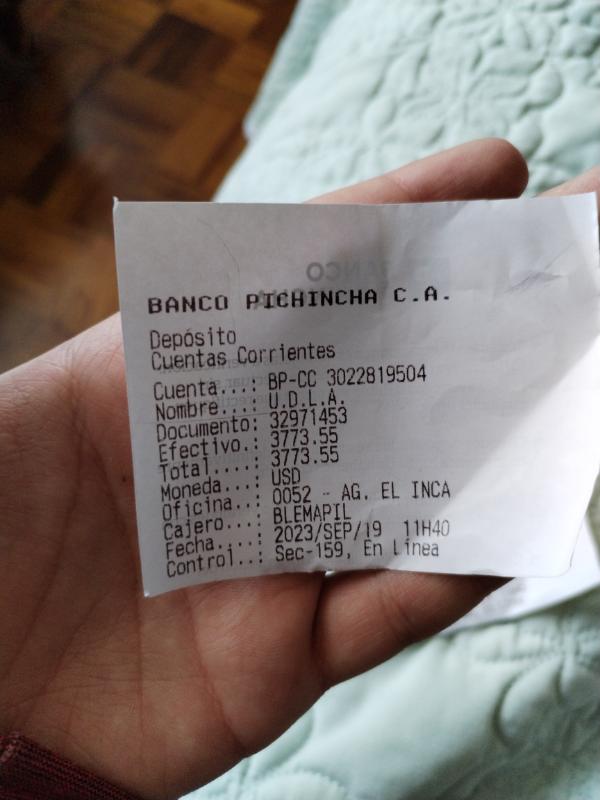 BANCO PICHINCHA C.A.
Depósito
Cuentas Corrientes
Cuenta...: BP-CC 3022819504
Nombre...: U.D.L.A.
Documento: 32971453
Efectivo.: 3773.55
Total....: 3773.55
Moneda...: USD
Oficina..: 0052 - AG. EL INCA
Cajero...: BLEMAPIL
Fecha....: 2023/SEP/19 11H40
Control..: Sec-159, En Línea